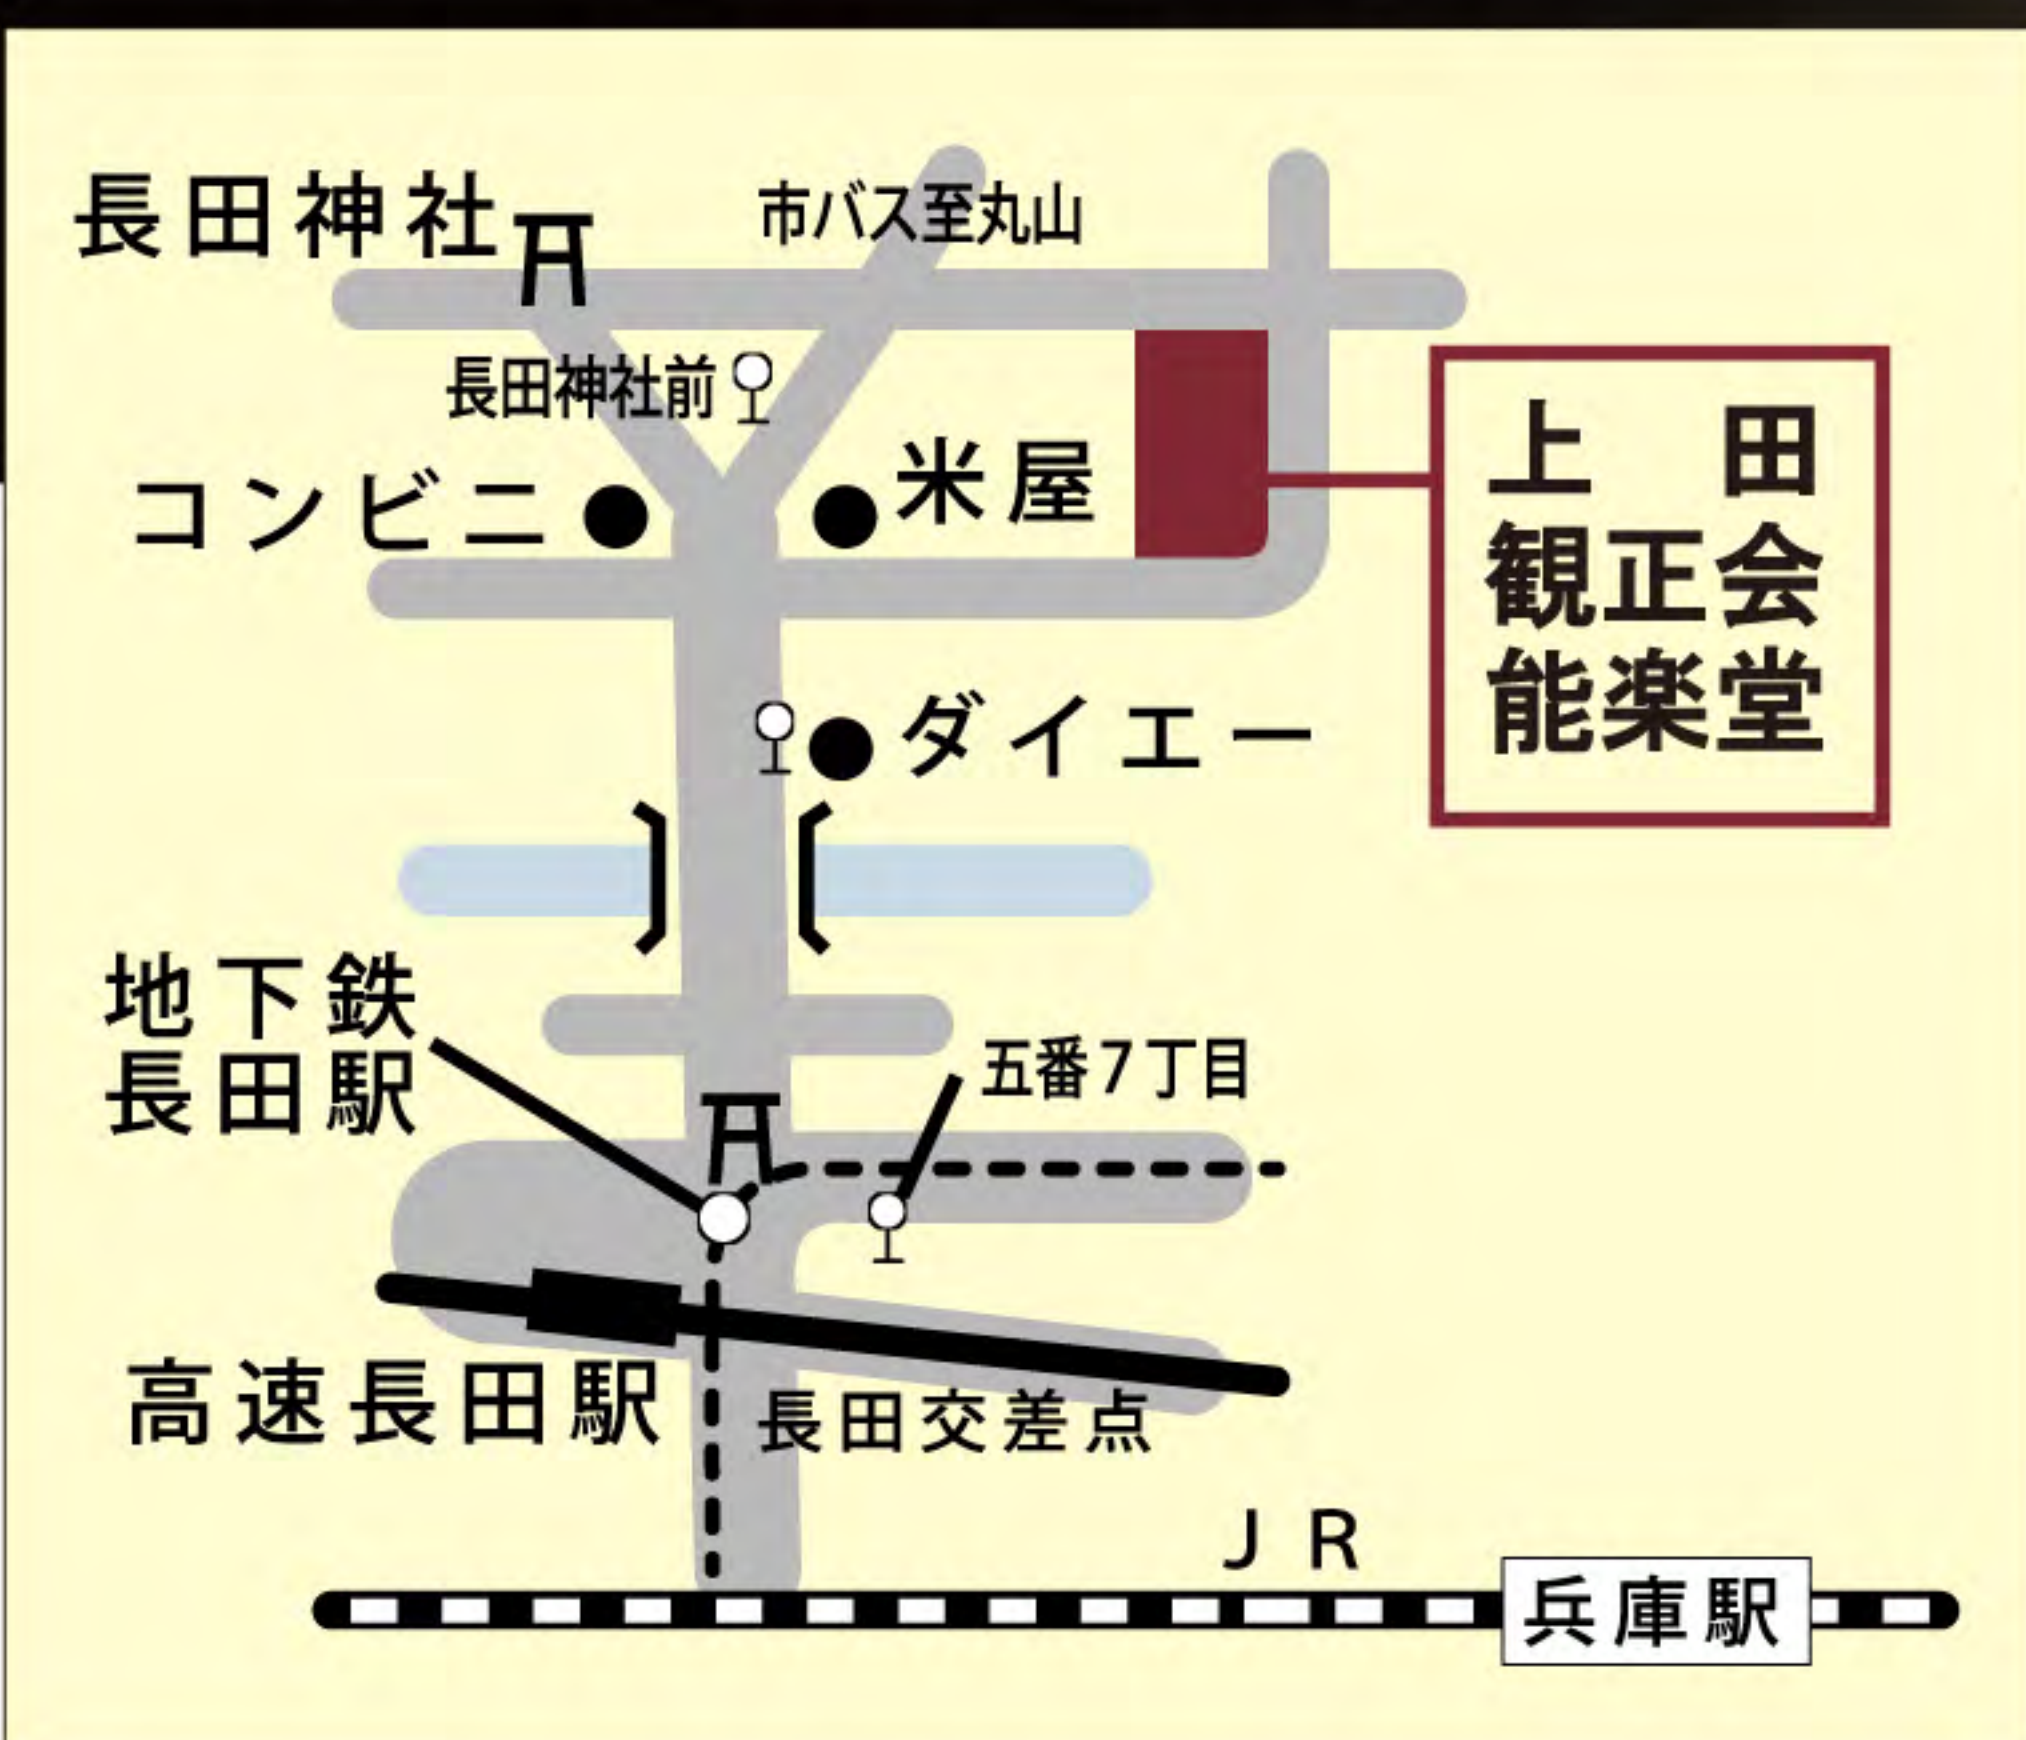 長田神社
市バス至丸山
長田神社前
コンビニ
米屋
上　田
観正会
能楽堂
ダイエー
地下鉄
長田駅
五番7丁目
高速長田駅
長田交差点
ＪＲ
兵庫駅